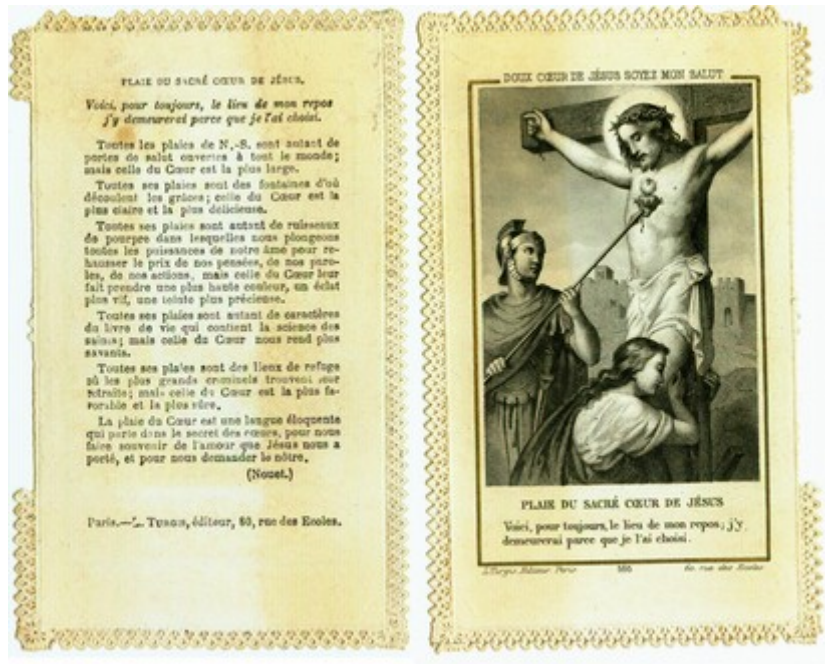 PLAIE DU SACRÉ CŒUR DE JÉSUS.
Voici, pour toujours, le lieu de mon repos
j'y demeurerai parce que je l'ai choisi.
Toutes les plaies de N.-S. sont autant de
portes de salut ouvertes à tout le monde;
mais celle du Cœur est la plus large.
Toutes ses plaies sont des fontaines d'où
découlent les grâces; celle du Cœur est la
plus claire et la plus délicieuse.
Toutes ses plaies sont autant de ruisseaux
de pourpre dans lesquelles nous plongeons
toutes les puissances de notre âme pour re-
hausser le prix de nos pensées, de nos paro-
les, de nos actions, mais celle du Cœur leur
fait prendre une plus haute couleur, un éclat
plus vif, une teinte plus précieuse.
Toutes ses plaies sont autant de caractères
du livre de vie qui contient la science des
saints; mais celle du Cœur nous rend plus
savants.
Toutes ses plaies sont des lieux de refuge
où les plus grands criminels trouvent leur
retraite; mais celle du Cœur est la plus fa-
vorable et la plus sûre.
La plaie du Cœur est une langue éloquente
qui parle dans le secret des cœurs, pour nous
faire souvenir de l'amour que Jésus nous a
porté, et pour nous demander le nôtre.
(Nouet.)
Paris.— L. TURGIS, éditeur, 60, rue des Ecoles.
DOUX CŒUR DE JÉSUS SOYEZ MON SALUT
PLAIE DU SACRÉ CŒUR DE JÉSUS
Voici, pour toujours, le lieu de mon repos; j'y
demeurerai parce que je l'ai choisi.
L. Turgis, Editeur Paris
60, rue des Ecoles